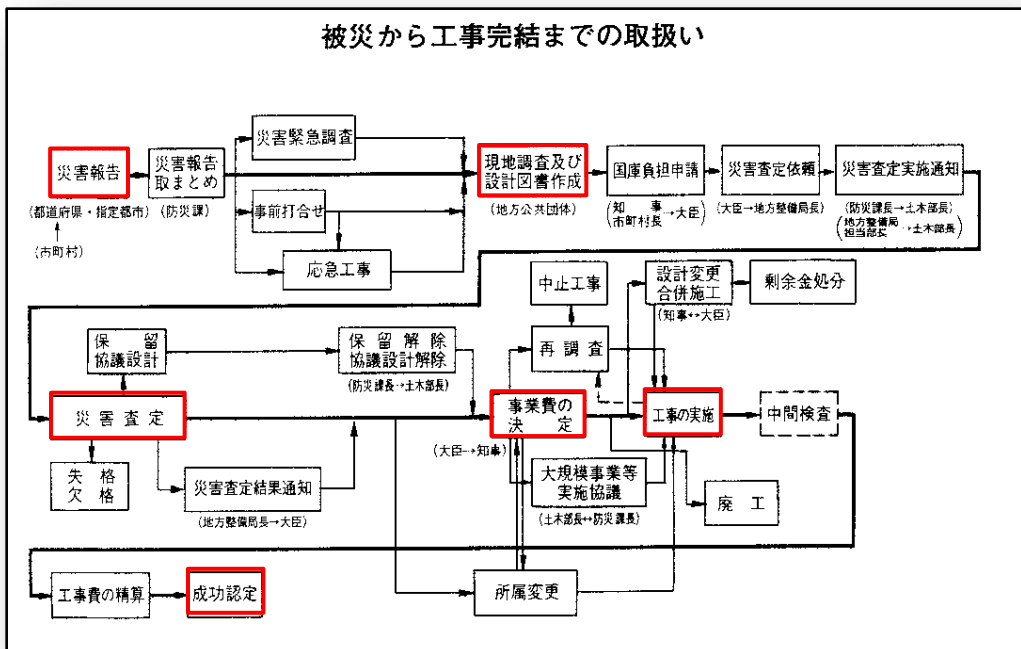 被災から工事完結までの取扱い
災害緊急調査
災害報告
災害報告
取まとめ
現地調査及び
設計図書作成
国庫負担申請
災害査定依頼
災害査定実施通知
(都道府県・指定都市)
(防災課)
事前打合せ
(地方公共団体)
(知事
市町村長→大臣)
(大臣→地方整備局長)
(防災課長→土木部長)
(地方整備局
担当部長→土木部長)
(市町村)
応急工事
中止工事
設計変更
合併施工
剰余金処分
(知事↔大臣)
保留
協議設計
保留解除
協議設計解除
(防災課長→土木部長)
再調査
災害査定
事業費の
決定
工事の実施
中間検査
(大臣→知事)
失格
欠格
災害査定結果通知
(地方整備局長→大臣)
大規模事業等
実施協議
(土木部長↔防災課長)
廃工
工事費の精算
成功認定
所属変更